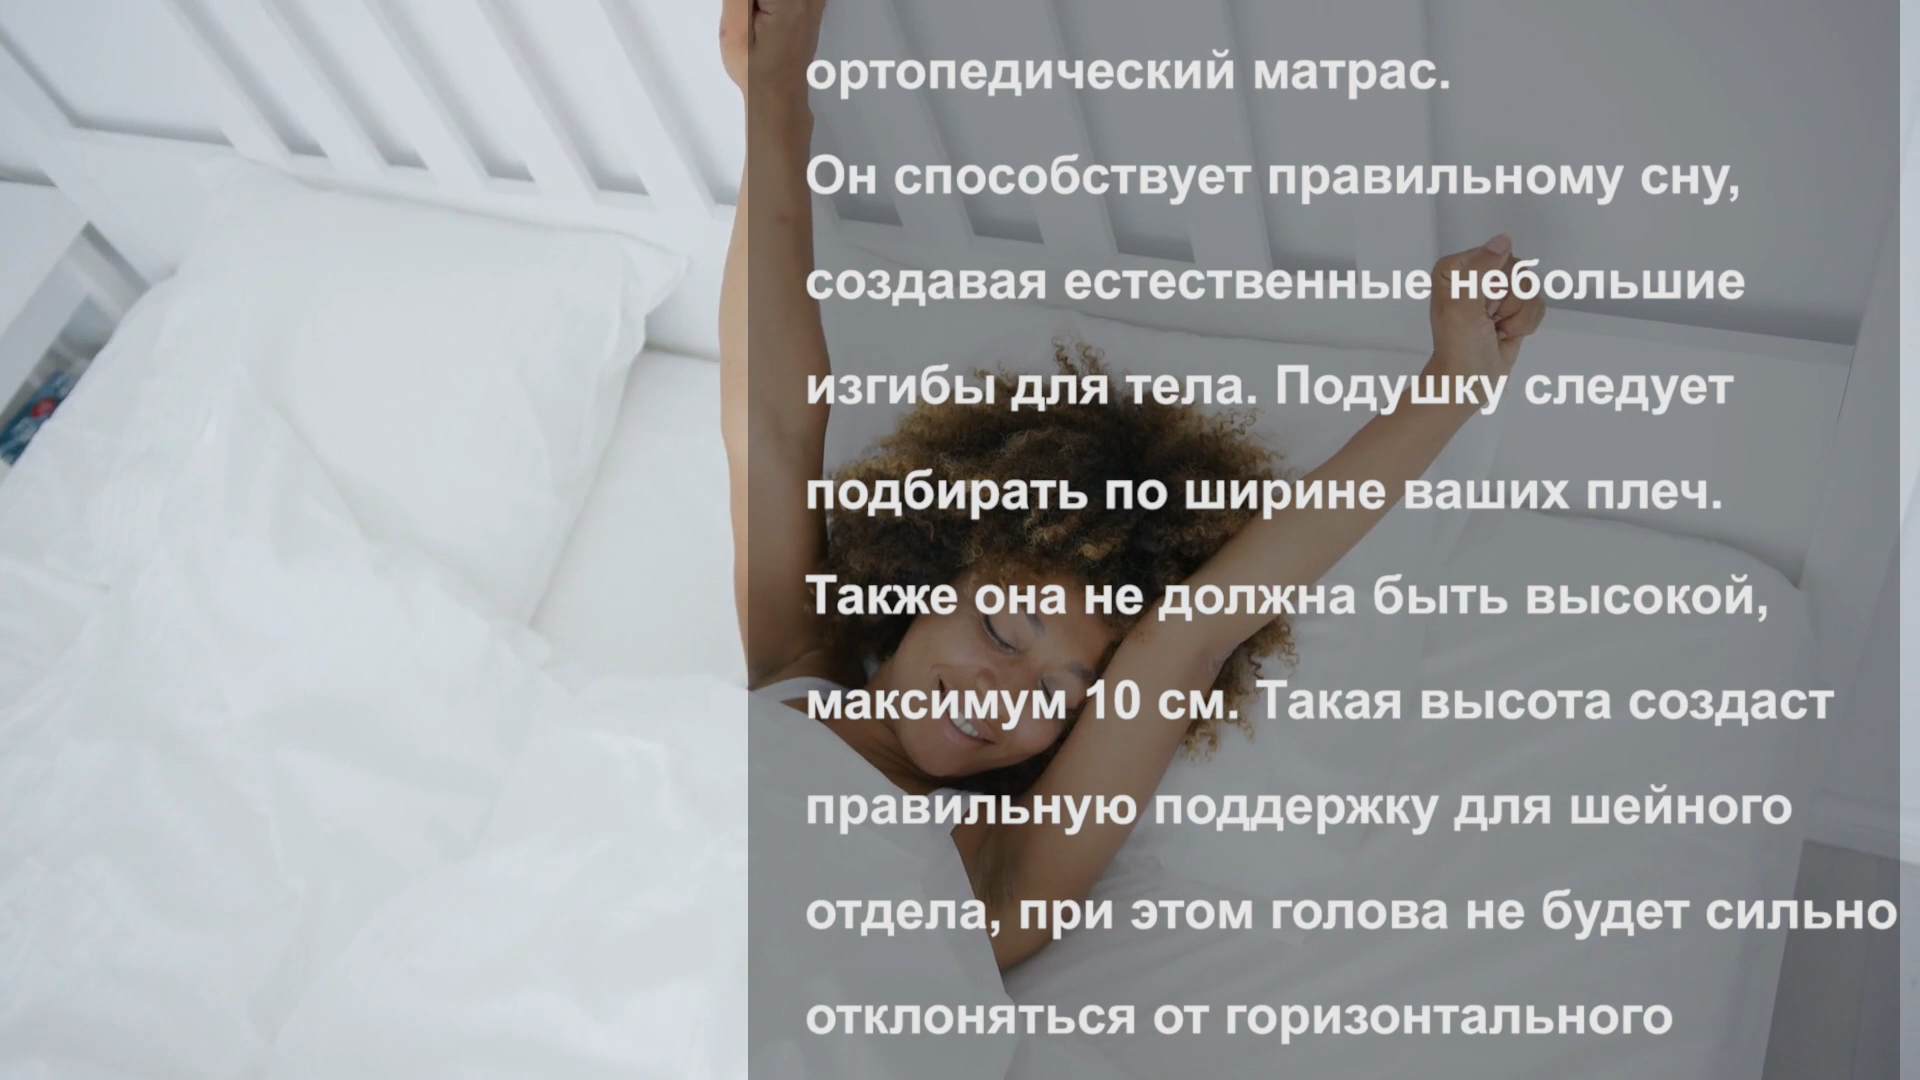 ортопедический матрас.
Он способствует правильному сну,
создавая естественные небольшие
изгибы для тела. Подушку следует
подбирать по ширине ваших плеч.
Также она не должна быть высокой,
максимум 10 см. Такая высота создаст
правильную поддержку для шейного
отдела, при этом голова не будет сильно
отклоняться от горизонтального